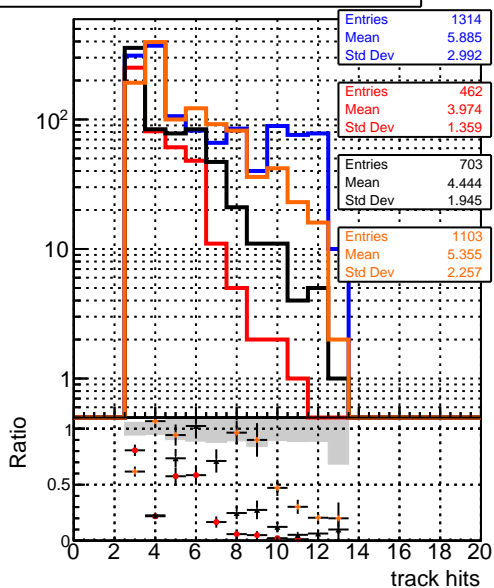 Entries 1314
Mean 5.885
Std Dev 2.992
Entries 462
Mean 3.974
Std Dev 1.359
Entries 703
Mean 4.444
Std Dev 1.945
Entries 1103
Mean 5.355
Std Dev 2.257
10²
10
1
Ratio
1
0.5
0
0 2 4 6 8 10 12 14 16 18 20
track hits